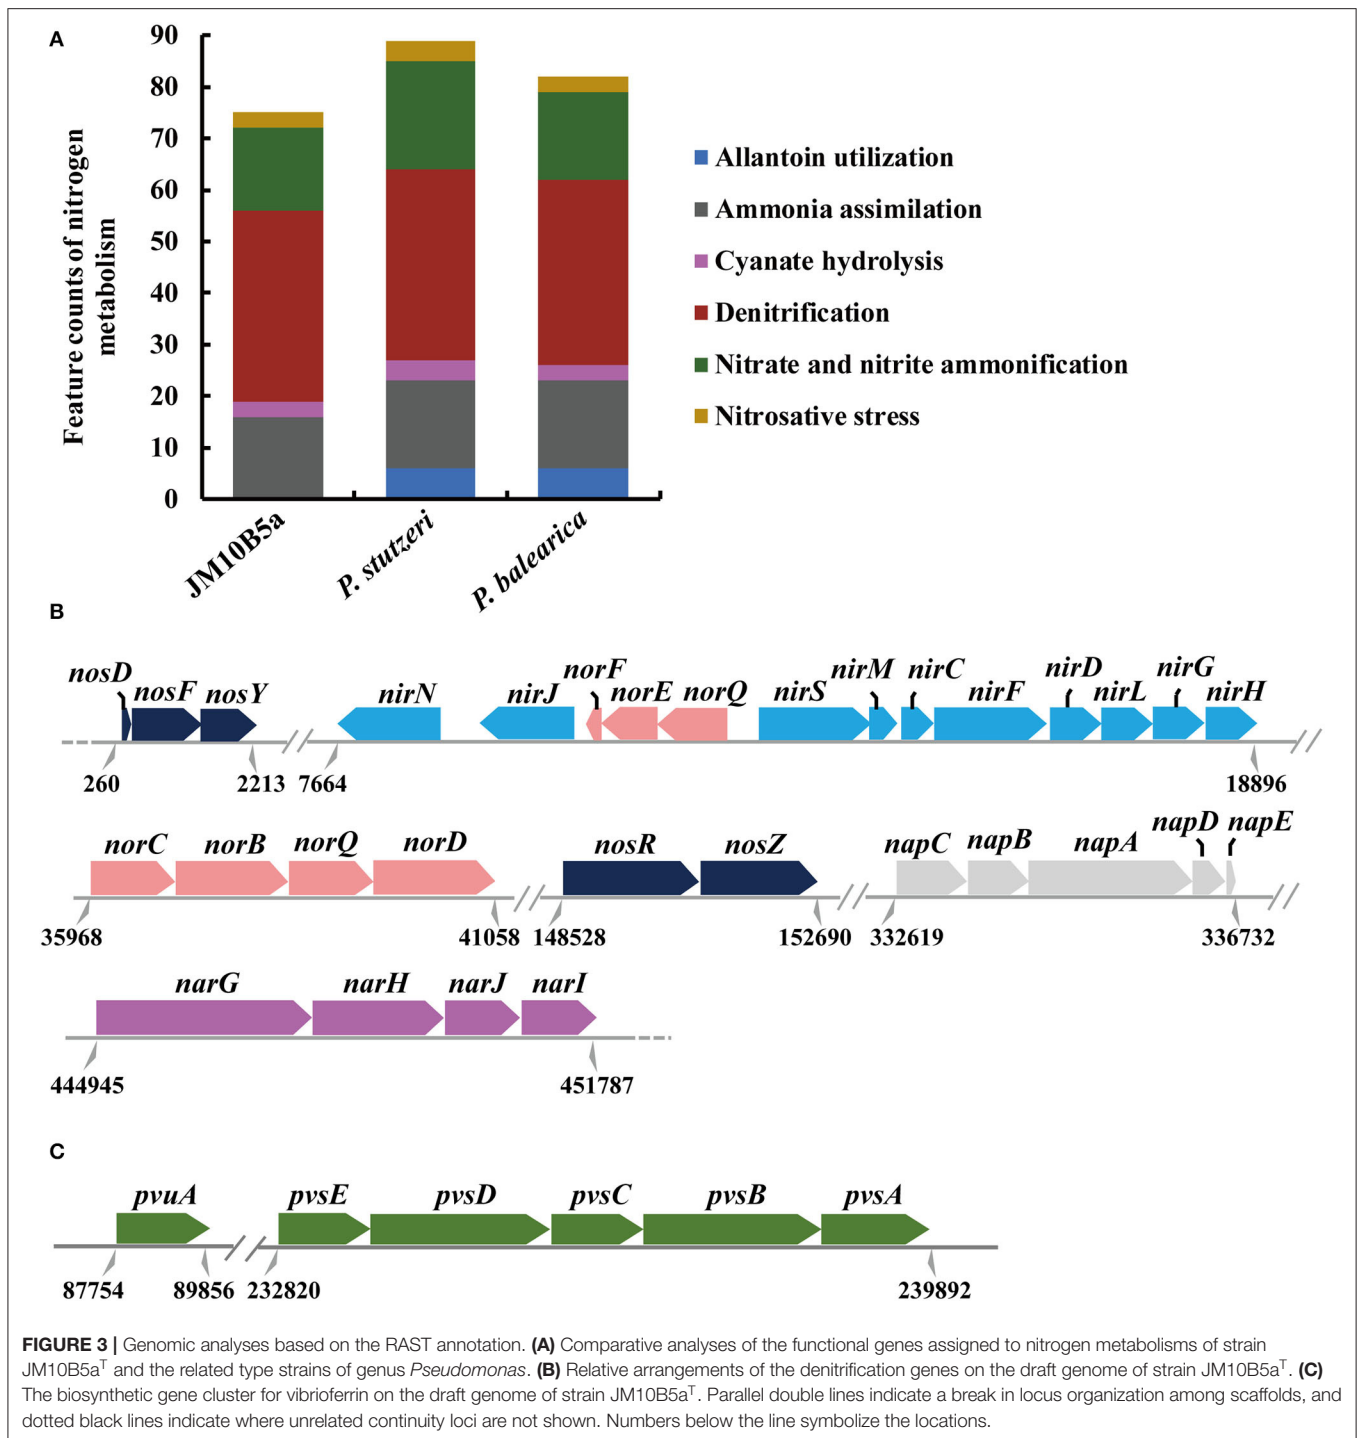 A
90
80
70
60
50
40
30
20
10
0
Feature counts of nitrogen
metabolism
JM10B5a
P. stutzeri
P. balearica
Allantoin utilization
Ammonia assimilation
Cyanate hydrolysis
Denitrification
Nitrate and nitrite ammonification
Nitrosative stress
B
nosD nosF nosY nirN nirJ norF norE norQ nirS nirM nirC nirF nirD nirL nirG nirH
260 2213 7664 18896
norC norB norQ norD nosR nosZ napC napB napA napD napE
35968 41058 148528 152690 332619 336732
narG narH narJ narI
444945 451787
C
pvuA pvsE pvsD pvsC pvsB pvsA
87754 89856 232820 239892
FIGURE 3 | Genomic analyses based on the RAST annotation. (A) Comparative analyses of the functional genes assigned to nitrogen metabolisms of strain
JM10B5aT and the related type strains of genus Pseudomonas. (B) Relative arrangements of the denitrification genes on the draft genome of strain JM10B5aT. (C)
The biosynthetic gene cluster for vibrioferrin on the draft genome of strain JM10B5aT. Parallel double lines indicate a break in locus organization among scaffolds, and
dotted black lines indicate where unrelated continuity loci are not shown. Numbers below the line symbolize the locations.